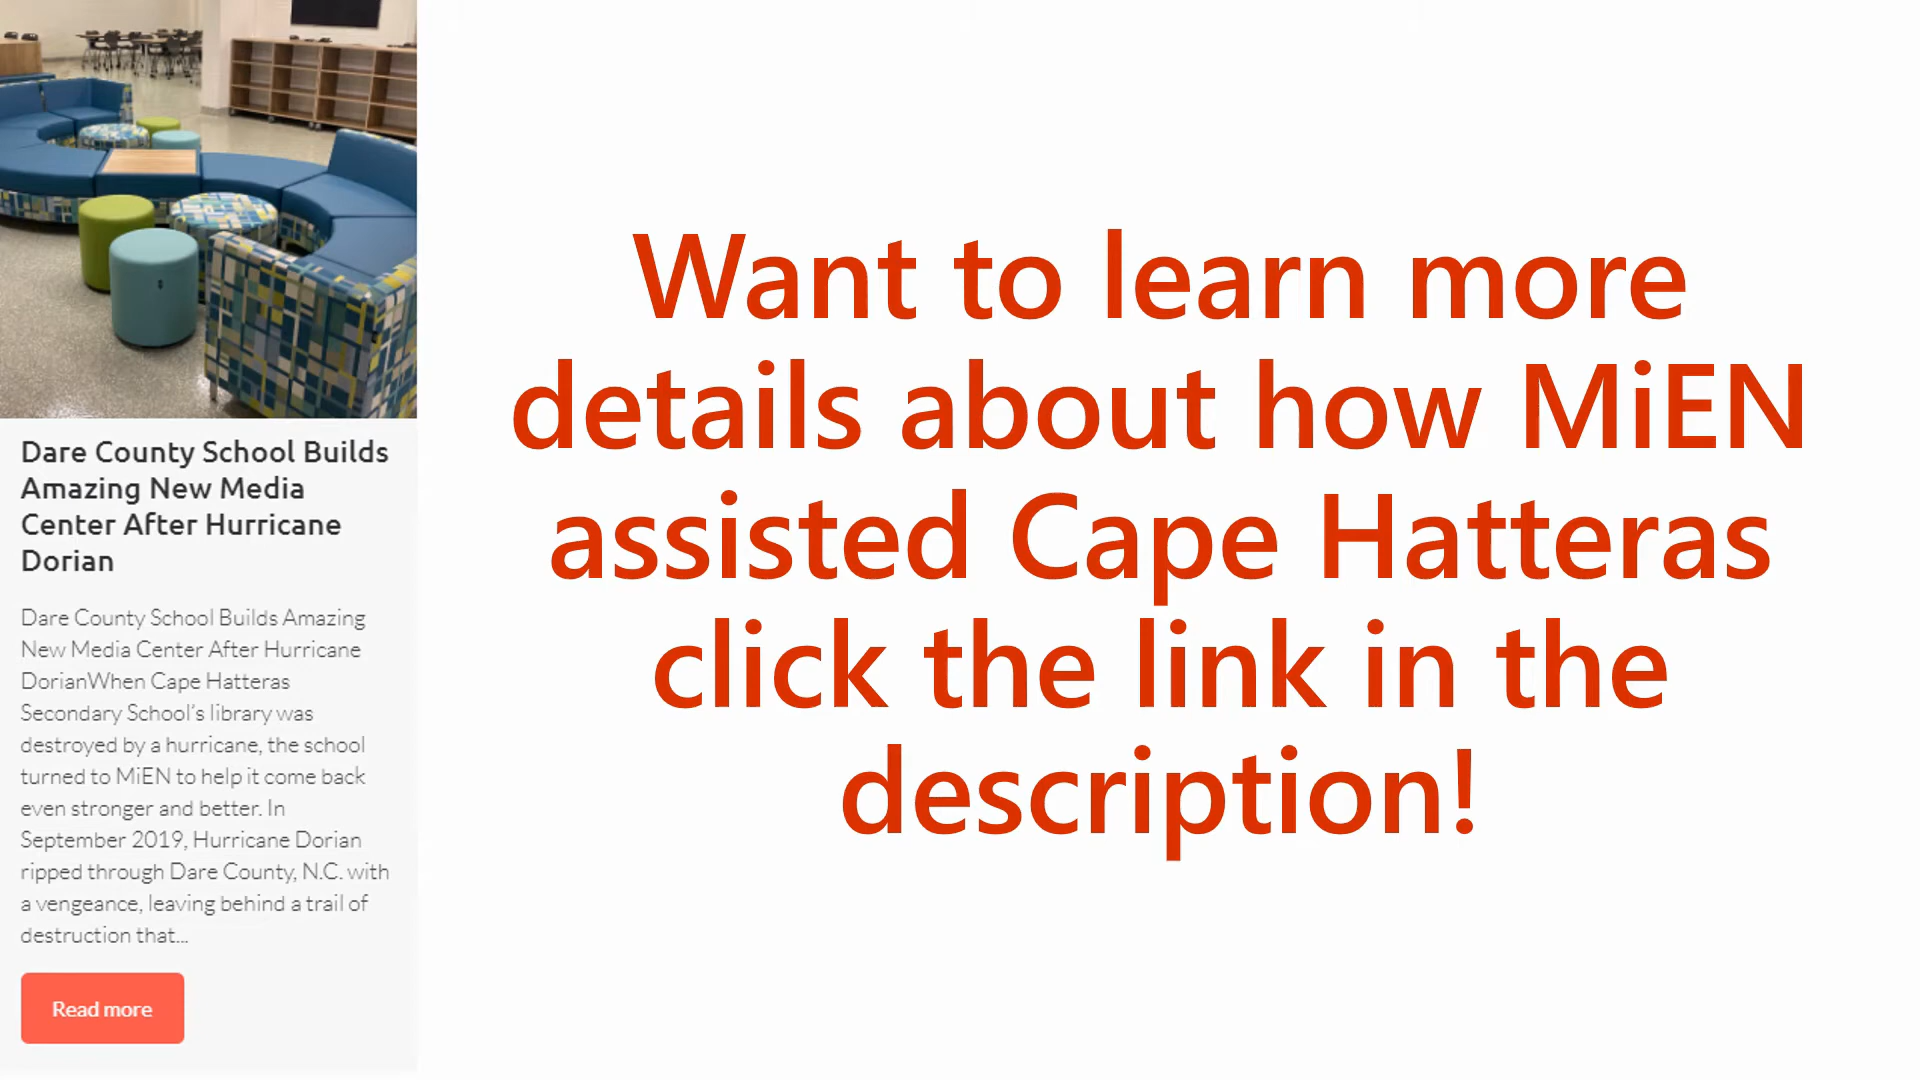 Dare County School Builds
Amazing New Media
Center After Hurricane
Dorian
Dare County School Builds Amazing
New Media Center After Hurricane
DorianWhen Cape Hatteras
Secondary School’s library was
destroyed by a hurricane, the school
turned to MiEN to help it come back
even stronger and better. In
September 2019, Hurricane Dorian
ripped through Dare County, N.C. with
a vengeance, leaving behind a trail of
destruction that...
Read more
Want to learn more
details about how MiEN
assisted Cape Hatteras
click the link in the
description!